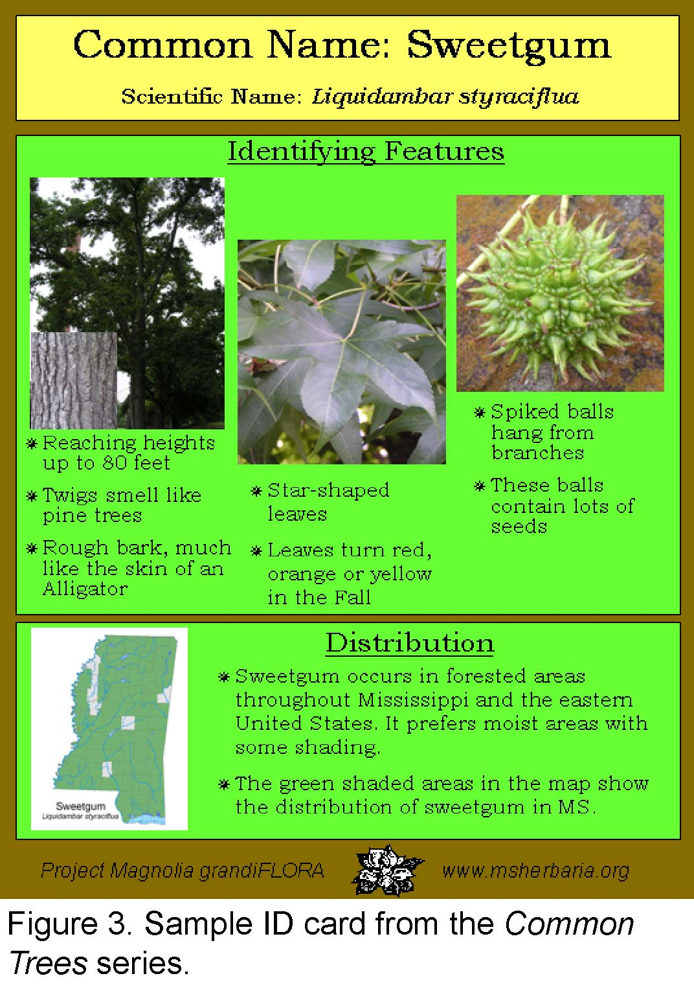 Common Name: Sweetgum
Scientific Name: Liquidambar styraciflua
Identifying Features
Reaching heights
up to 80 feet
Twigs smell like
pine trees
Rough bark, much
like the skin of an
Alligator
Star-shaped
leaves
Leaves turn red,
orange or yellow
in the Fall
Spiked balls
hang from
branches
These balls
contain lots of
seeds
Sweetgum
Liquidambar styraciflua
Distribution
Sweetgum occurs in forested areas
throughout Mississippi and the eastern
United States. It prefers moist areas with
some shading.
The green shaded areas in the map show
the distribution of sweetgum in MS.
Project Magnolia grandiFLORA
www.msherbaria.org
Figure 3. Sample ID card from the Common
Trees series.